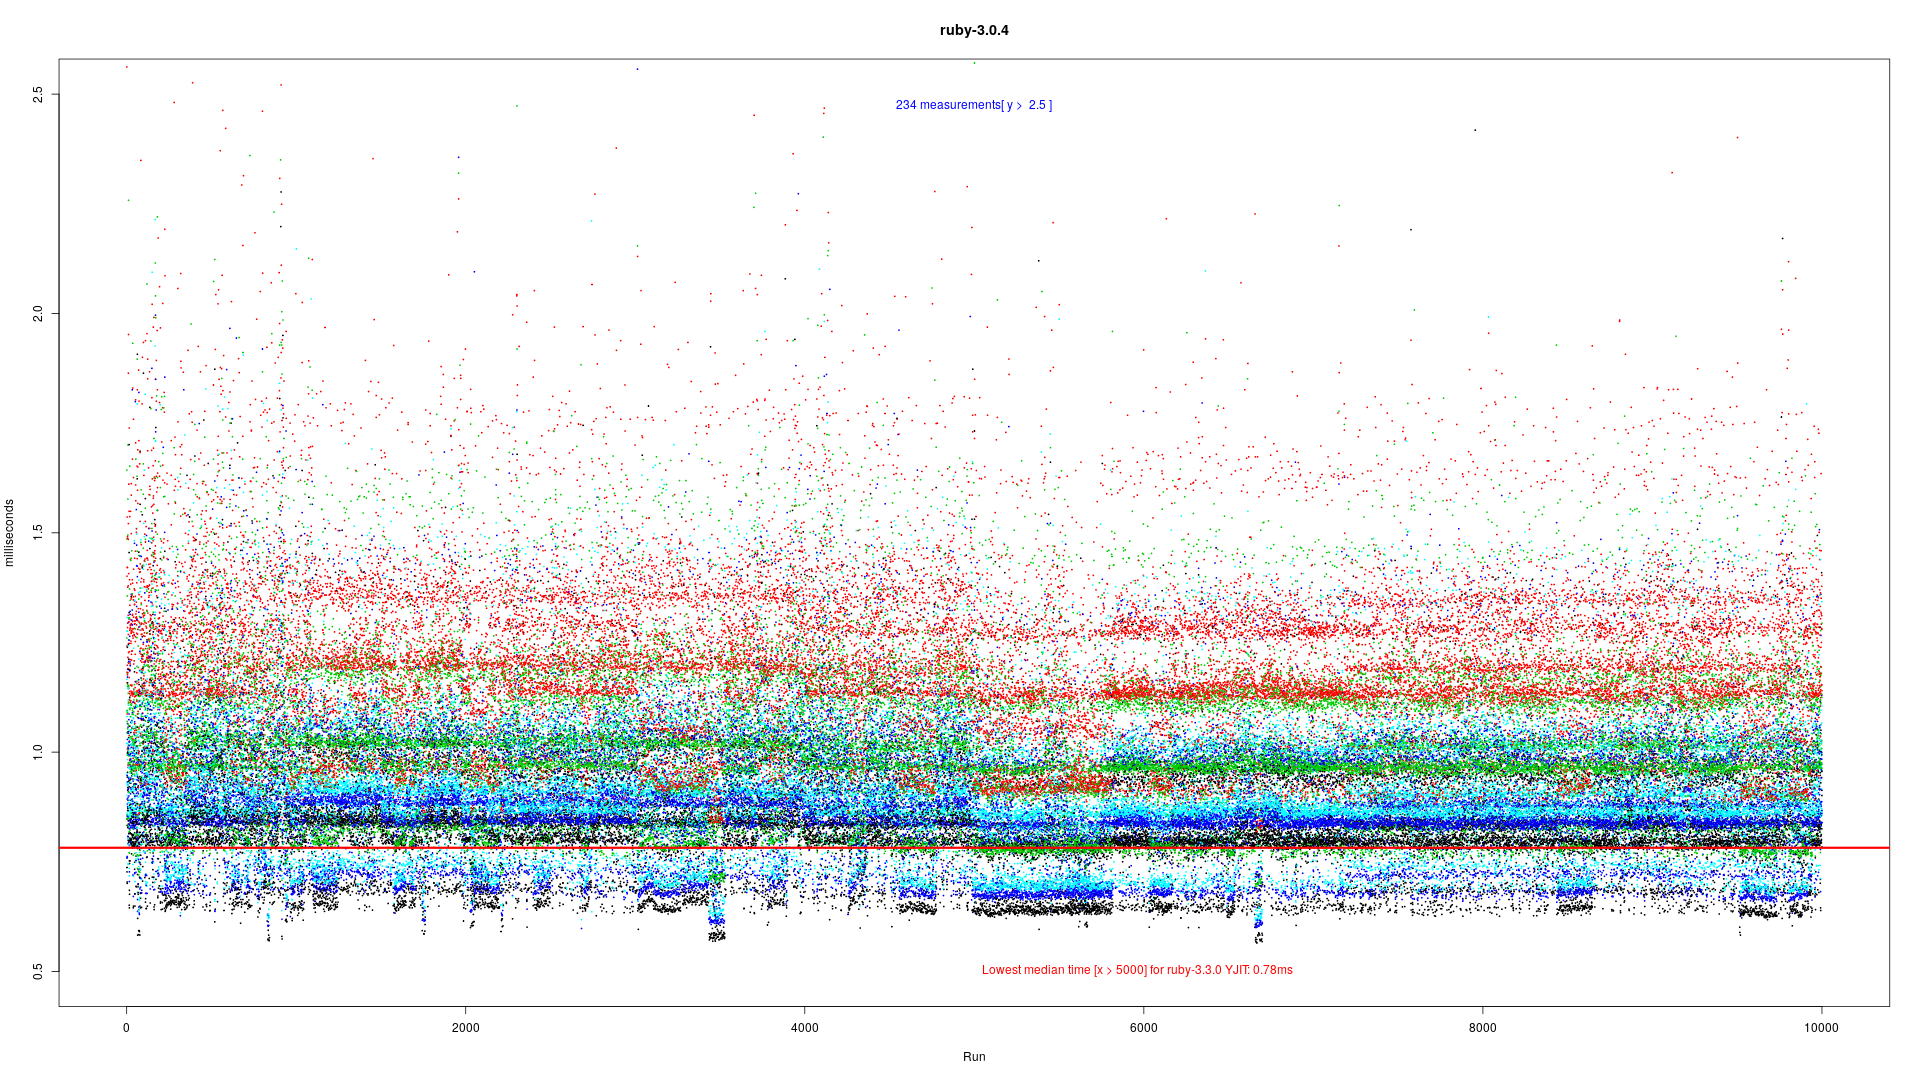 ruby-3.0.4
234 measurements[ y > 2.5 ]
2.5
2.0
1.5
1.0
0.5
milliseconds
Lowest median time [x > 5000] for ruby-3.3.0 YJIT: 0.78ms
0 2000 4000 6000 8000 10000
Run